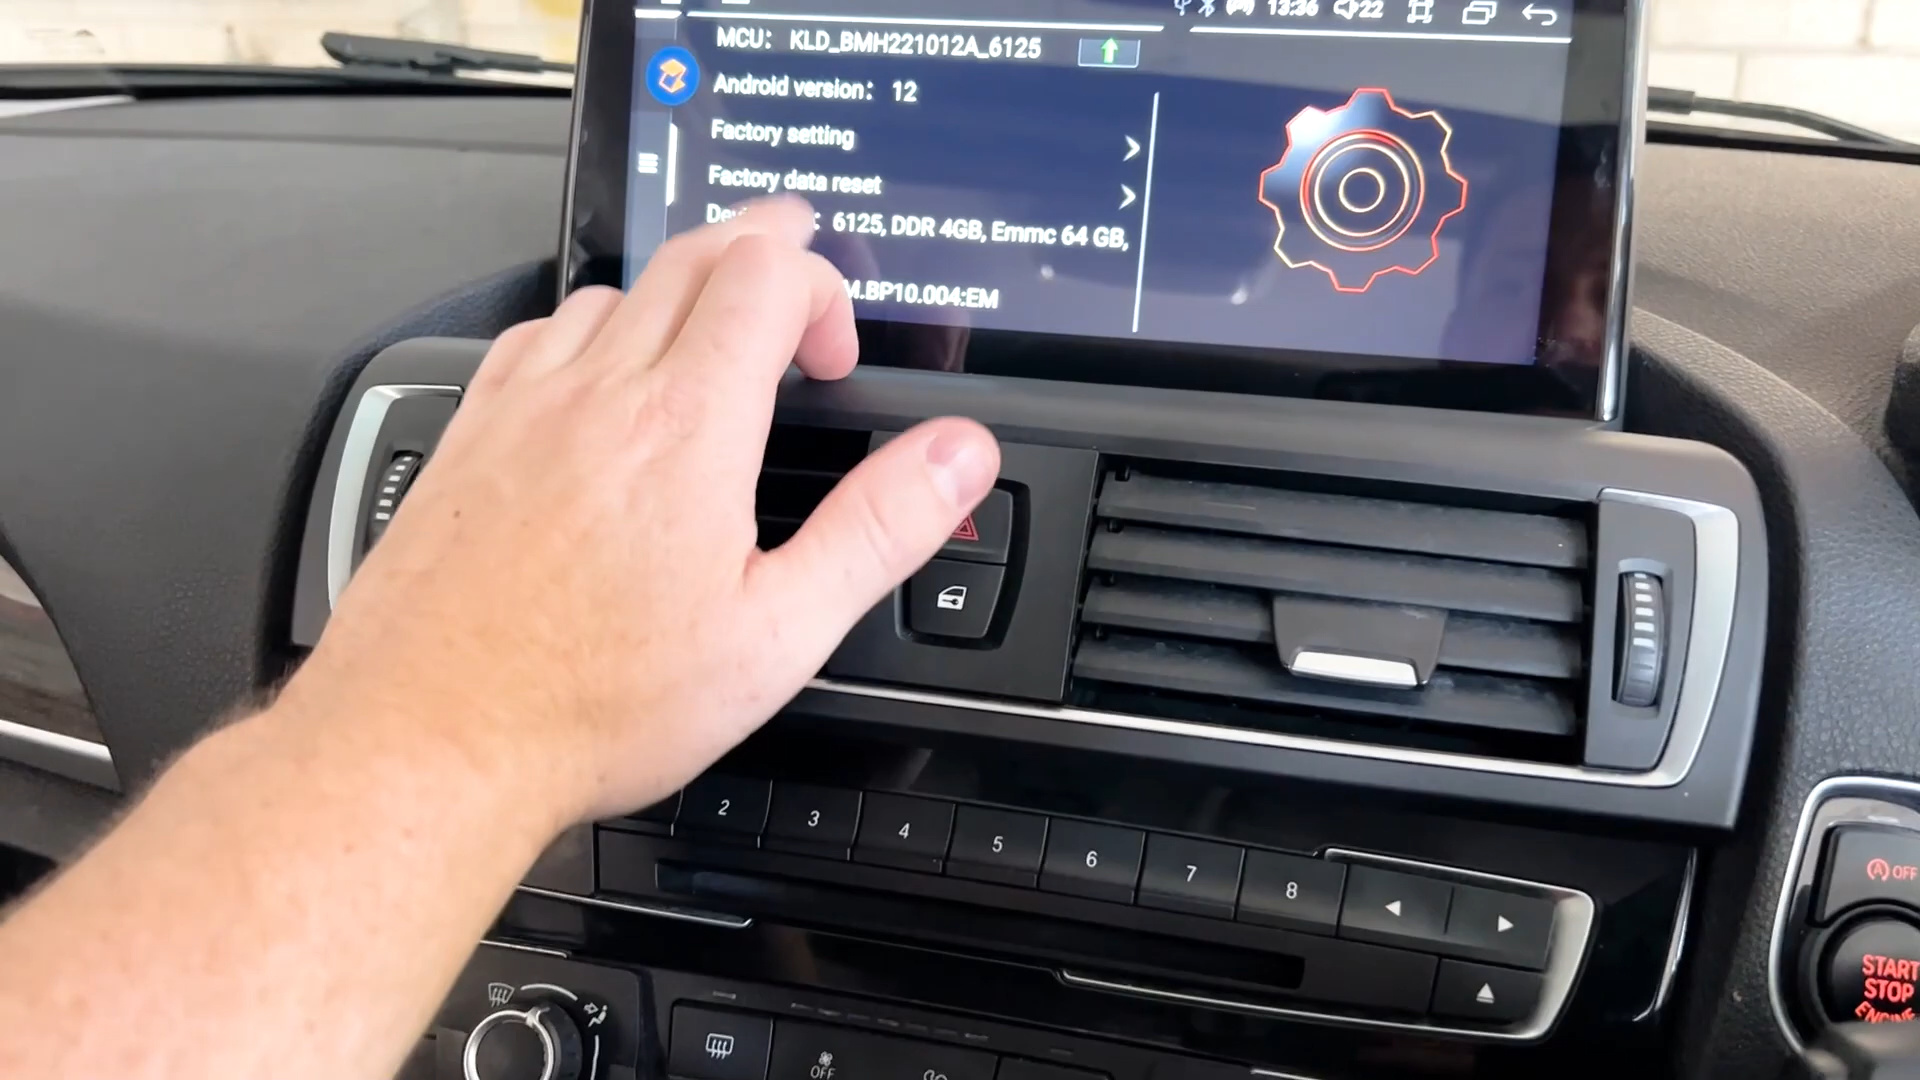 13:36 22
MCU: KLD_BMH221012A_6125
Android version: 12
Factory setting
Factory data reset
: 6125, DDR 4GB, Emmc 64 GB,
M.BP10.004:EM
2 3 4 5 6 7 8
A OFF
START
STOP
ENGINE
OFF